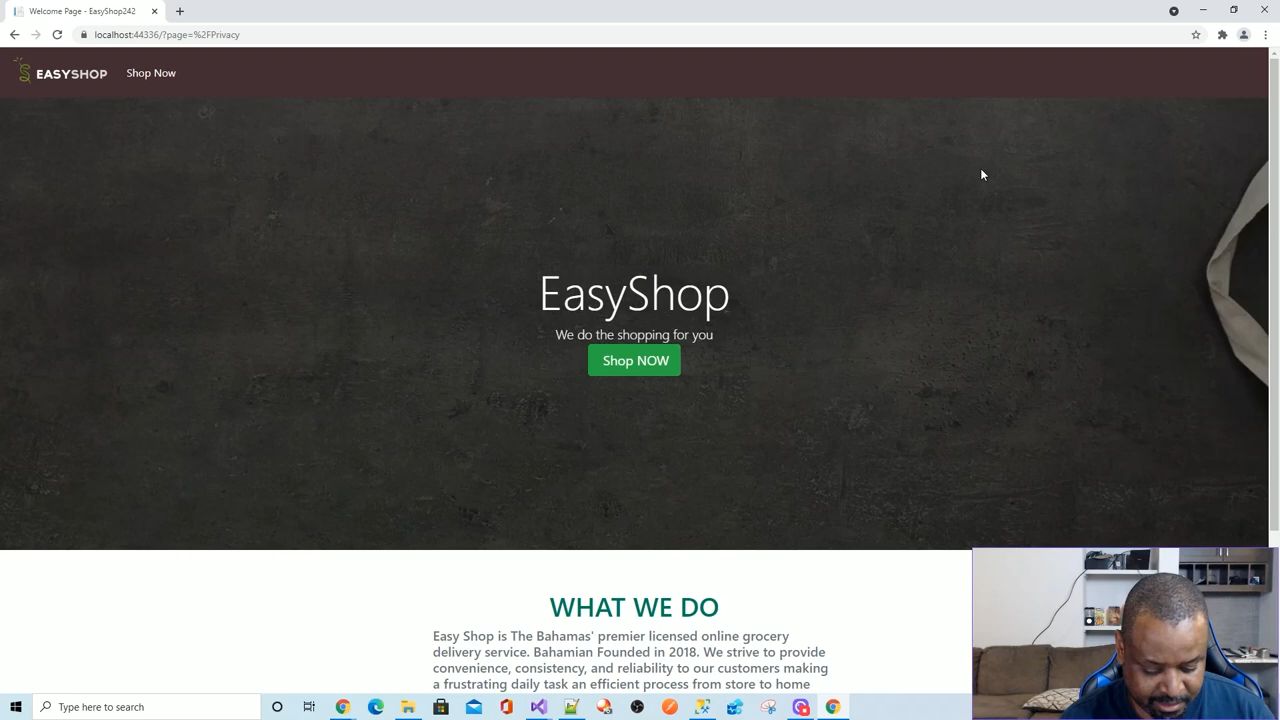 Welcome Page - EasyShop242
localhost:44336/?page=%2FPrivacy
EASYSHOP
Shop Now
EasyShop
We do the shopping for you
Shop NOW
WHAT WE DO
Easy Shop is The Bahamas' premier licensed online grocery
delivery service. Bahamian Founded in 2018. We strive to provide
convenience, consistency, and reliability to our customers making
a frustrating daily task an efficient process from store to home
Type here to search